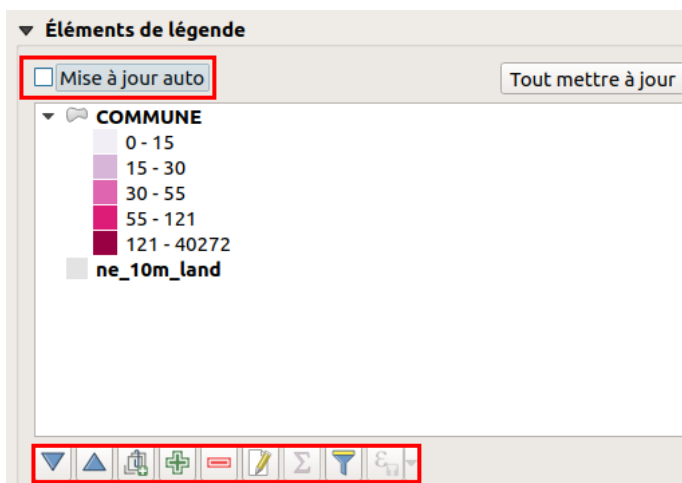 Éléments de légende
Mise à jour auto
Tout mettre à jour
COMMUNE
0 - 15
15 - 30
30 - 55
55 - 121
121 - 40272
ne_10m_land
Σ
ε